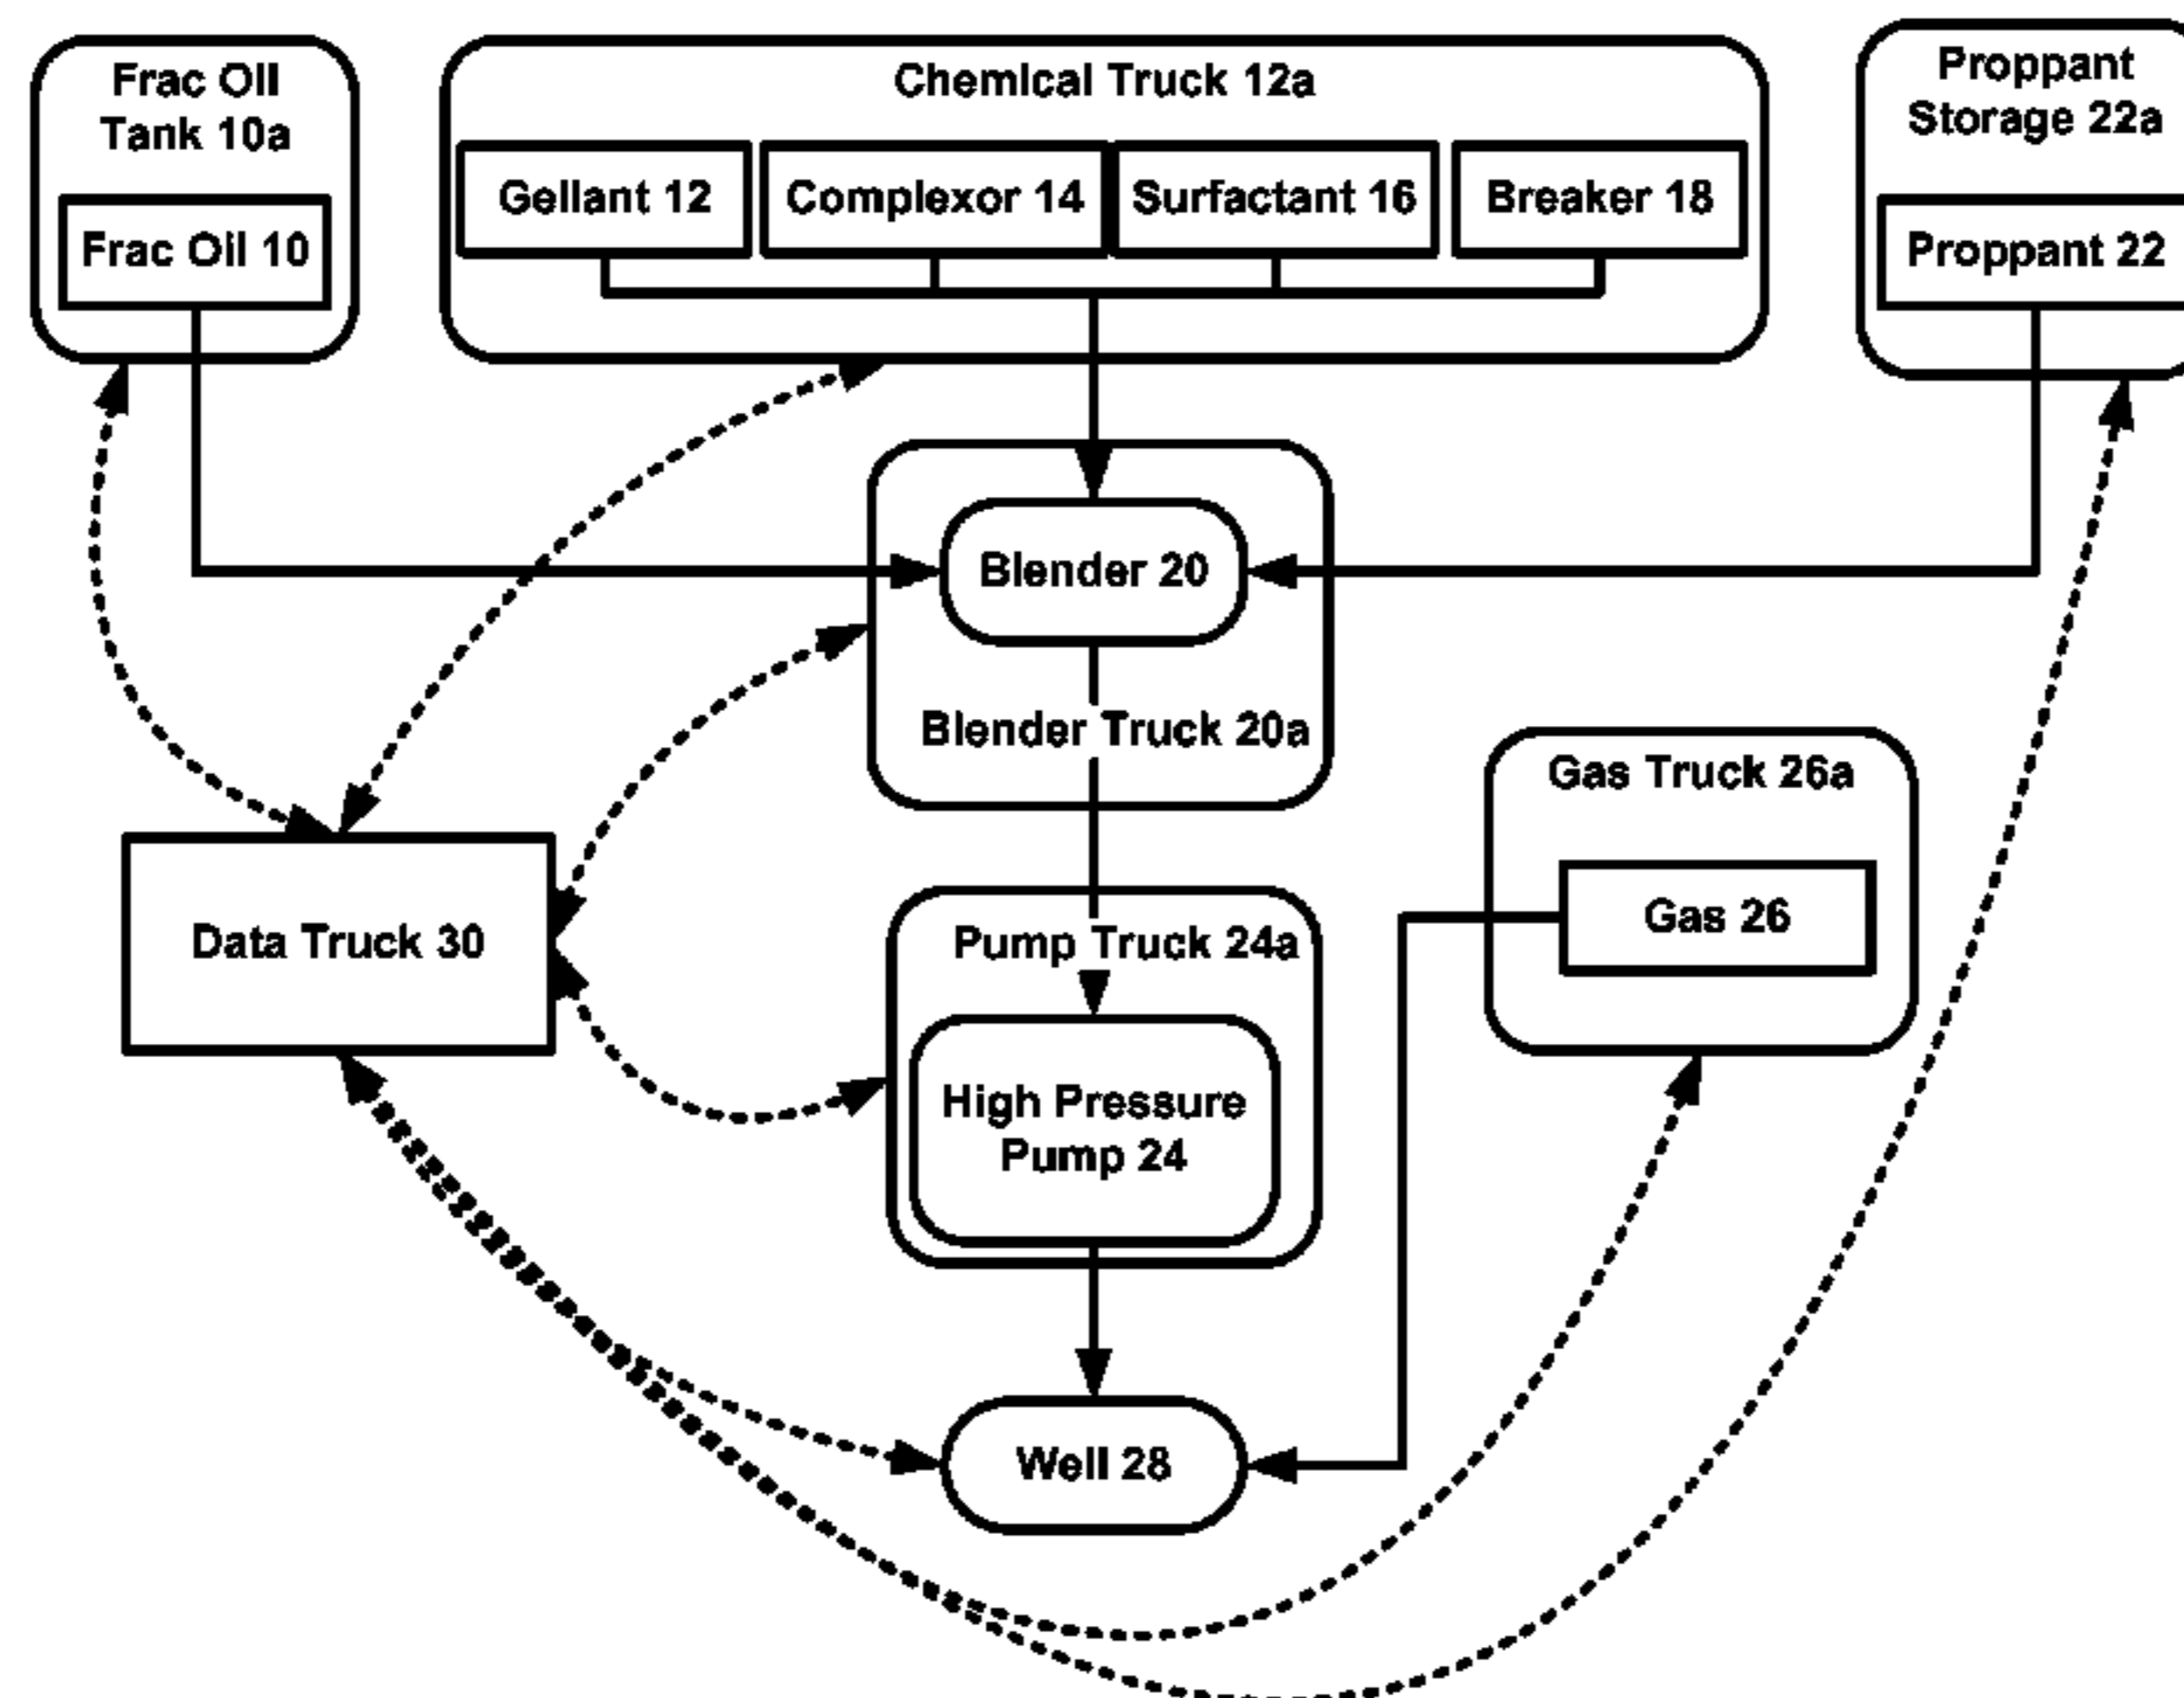 Frac Oil
Tank 10a
Frac Oil 10
Chemical Truck 12a
Gellant 12
Complexor 14
Surfactant 16
Breaker 18
Proppant
Storage 22a
Proppant 22
Blender 20
Blender Truck 20a
Gas Truck 26a
Gas 26
Data Truck 30
Pump Truck 24a
High Pressure
Pump 24
Well 28